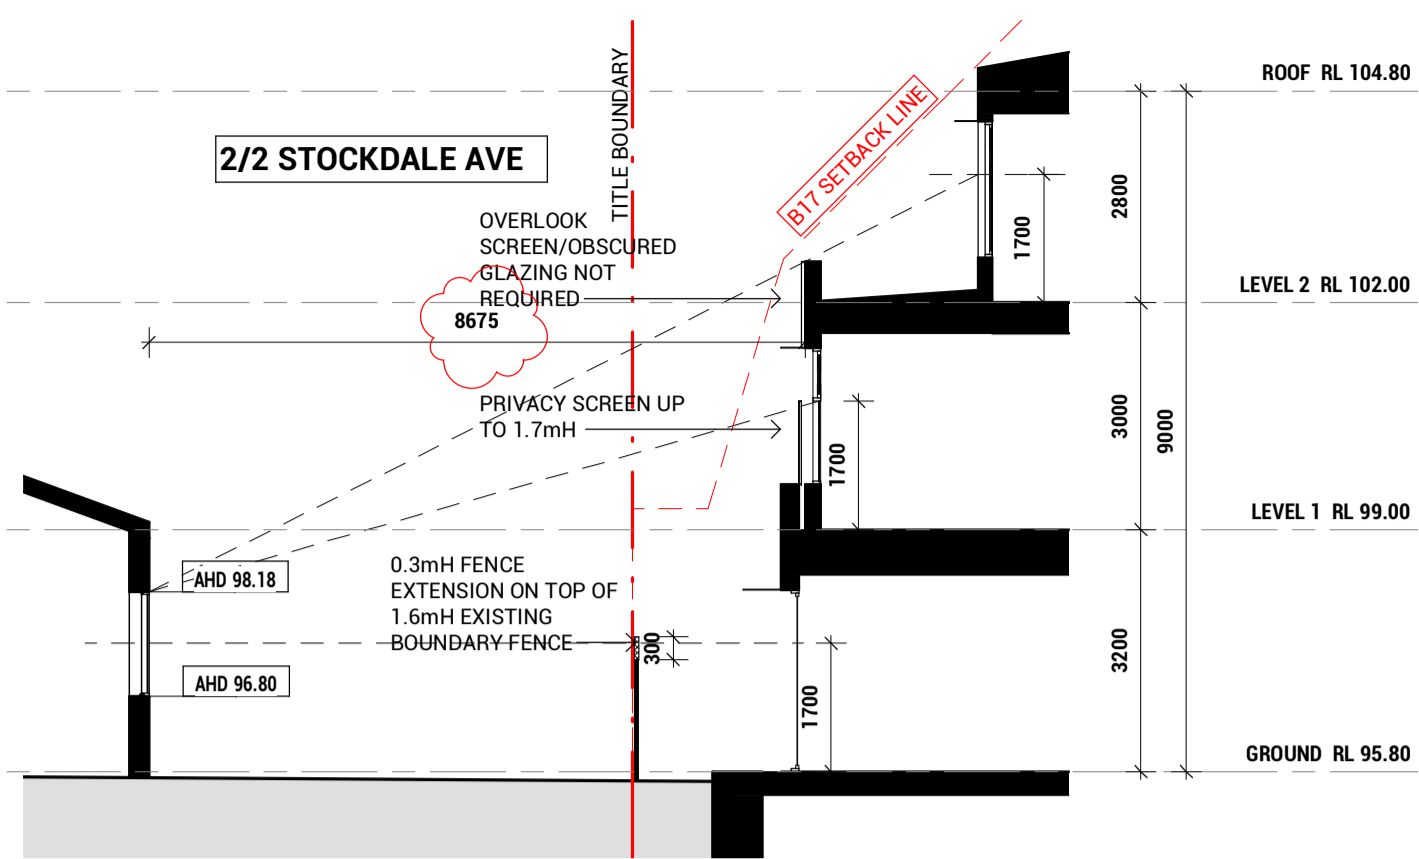 ROOF RL 104.80
TITLE BOUNDARY
B17 SETBACK LINE
2/2 STOCKDALE AVE
2800
OVERLOOK
SCREEN/OBSCURED
GLAZING NOT
REQUIRED
1700
LEVEL 2 RL 102.00
8675
PRIVACY SCREEN UP
TO 1.7mH
3000
9000
1700
LEVEL 1 RL 99.00
AHD 98.18
0.3mH FENCE
EXTENSION ON TOP OF
1.6mH EXISTING
BOUNDARY FENCE
300
3200
AHD 96.80
1700
GROUND RL 95.80